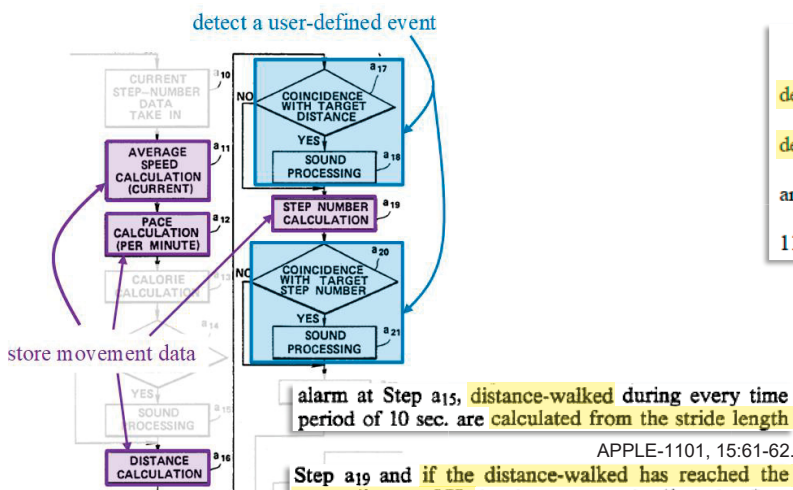 detect a user-defined event
CURRENT
STEP-NUMBER
DATA
TAKE IN
a10
AVERAGE
SPEED
CALCULATION
(CURRENT)
a11
PACE
CALCULATION
(PER MINUTE)
a12
CALORIE
CALCULATION
a13
a14
YES
SOUND
PROCESSING
a15
DISTANCE
CALCULATION
a16
store movement data
a17
COINCIDENCE
WITH TARGET
DISTANCE
NO
YES
SOUND
PROCESSING
a18
STEP NUMBER
CALCULATION
a19
a20
COINCIDENCE
WITH TARGET
STEP NUMBER
NO
YES
SOUND
PROCESSING
a21
alarm at Step a15, distance-walked during every time
period of 10 sec. are calculated from the stride length
APPLE-1101, 15:61-62.
Step a19 and if the distance-walked has reached the